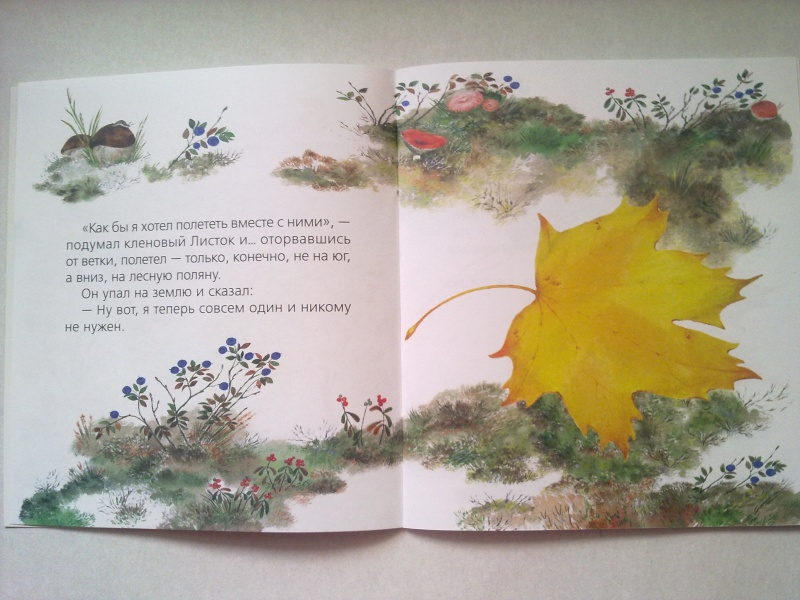 «Как бы я хотел полететь вместе с ними», —
подумал кленовый Листок и... оторвавшись
от ветки, полетел — только, конечно, не на юг,
а вниз, на лесную поляну.
Он упал на землю и сказал:
— Ну вот, я теперь совсем один и никому
не нужен.